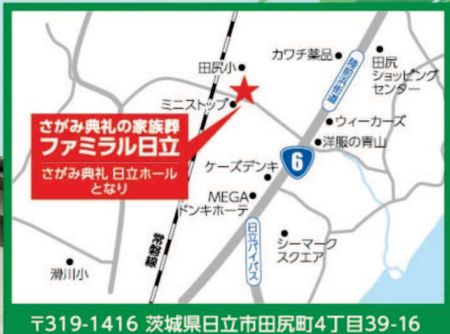 カワチ薬品
田尻小
陸前浜街道
田尻
ショッピング
センター
ミニストップ
さがみ典礼の家族葬
ファミラル日立
さがみ典礼 日立ホール
となり
ウィーカーズ
洋服の青山
6
ケーズデンキ
MEGA
ドンキホーテ
日立バイパス
シーマーク
スクエア
常磐線
滑川小
〒319-1416 茨城県日立市田尻町4丁目39-16